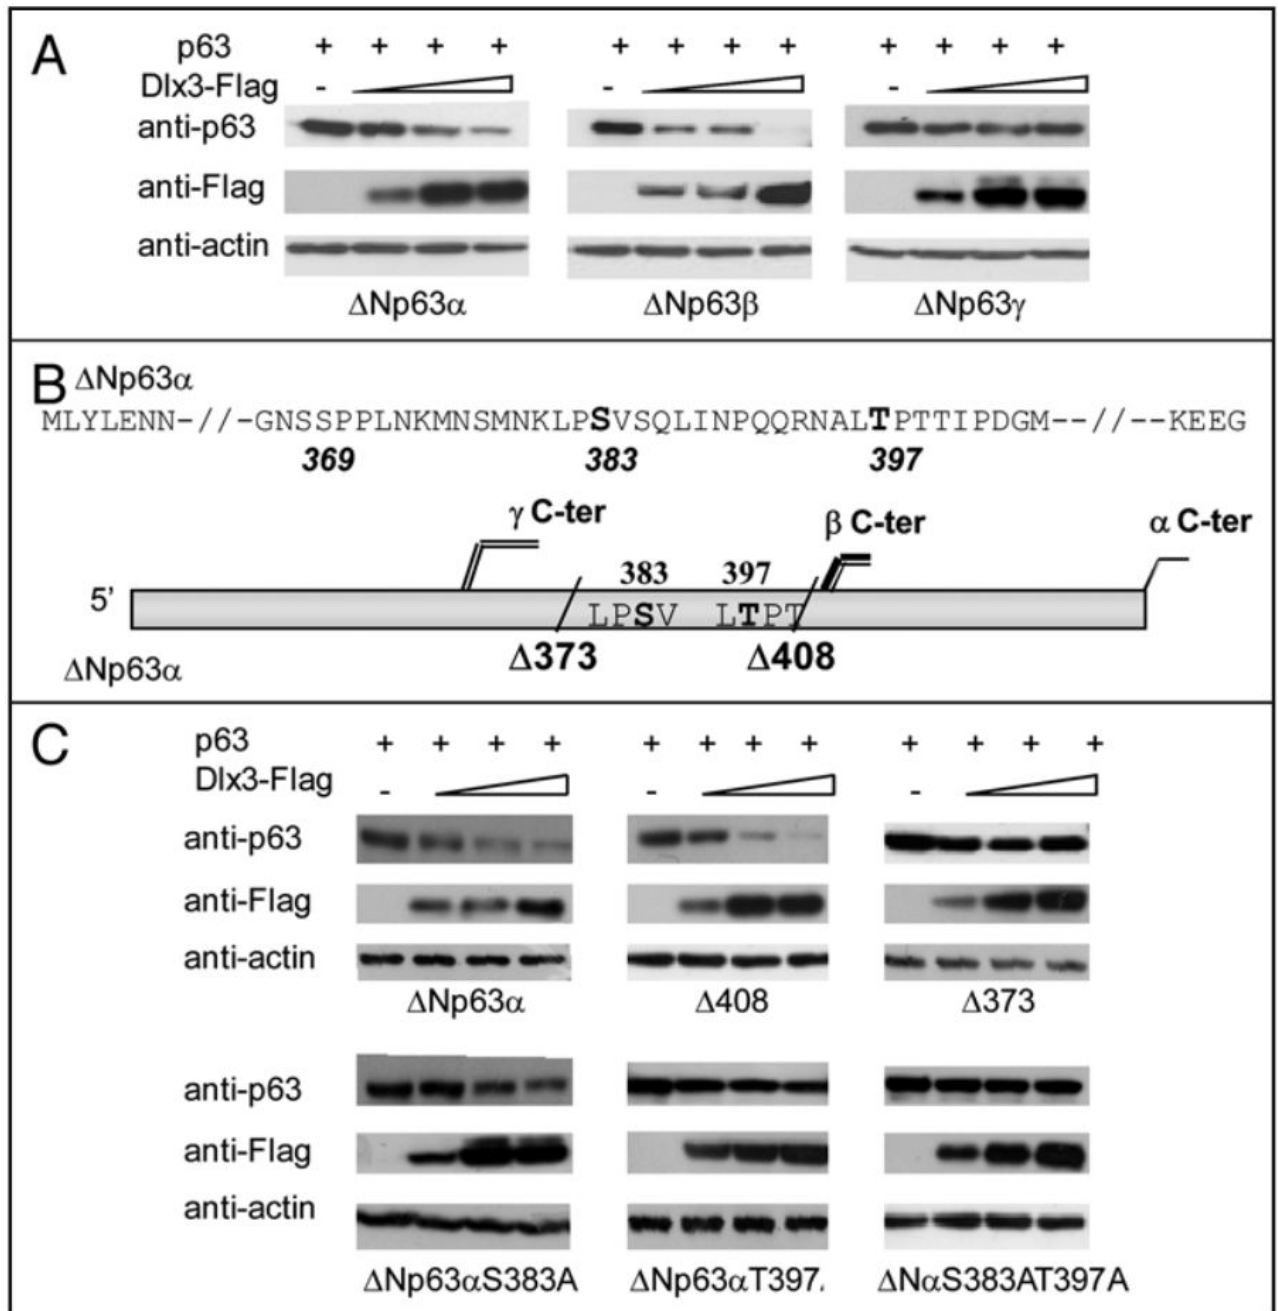 A
p63 + + + + + + + + + + + +
Dlx3-Flag - - -
anti-p63
anti-Flag
anti-actin
ΔNp63α ΔNp63β ΔNp63γ
B ΔNp63α
MLYLENN-//-GNSSPPLNKMNSMNKLPSVSQLINPQQRNALTPTTIPDGM--//--KEEG
369 383 397
γ C-ter β C-ter α C-ter
383 397
5' LPSV LTPT
Δ373 Δ408
ΔNp63α
C
p63 + + + + + + + + + + + +
Dlx3-Flag - - -
anti-p63
anti-Flag
anti-actin
ΔNp63α Δ408 Δ373
anti-p63
anti-Flag
anti-actin
ΔNp63αS383A ΔNp63αT397 ΔNαS383AT397A